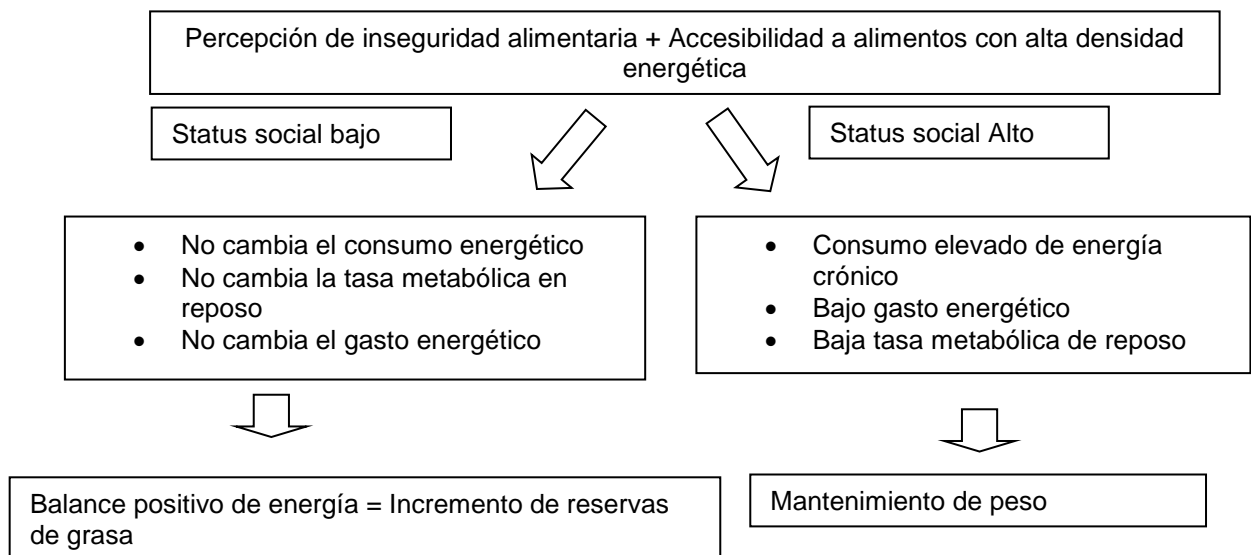 Percepción de inseguridad alimentaria + Accesibilidad a alimentos con alta densidad
energética
Status social bajo
Status social Alto
• No cambia el consumo energético
• No cambia la tasa metabólica en
reposo
• No cambia el gasto energético
• Consumo elevado de energía
crónico
• Bajo gasto energético
• Baja tasa metabólica de reposo
Balance positivo de energía = Incremento de reservas
de grasa
Mantenimiento de peso